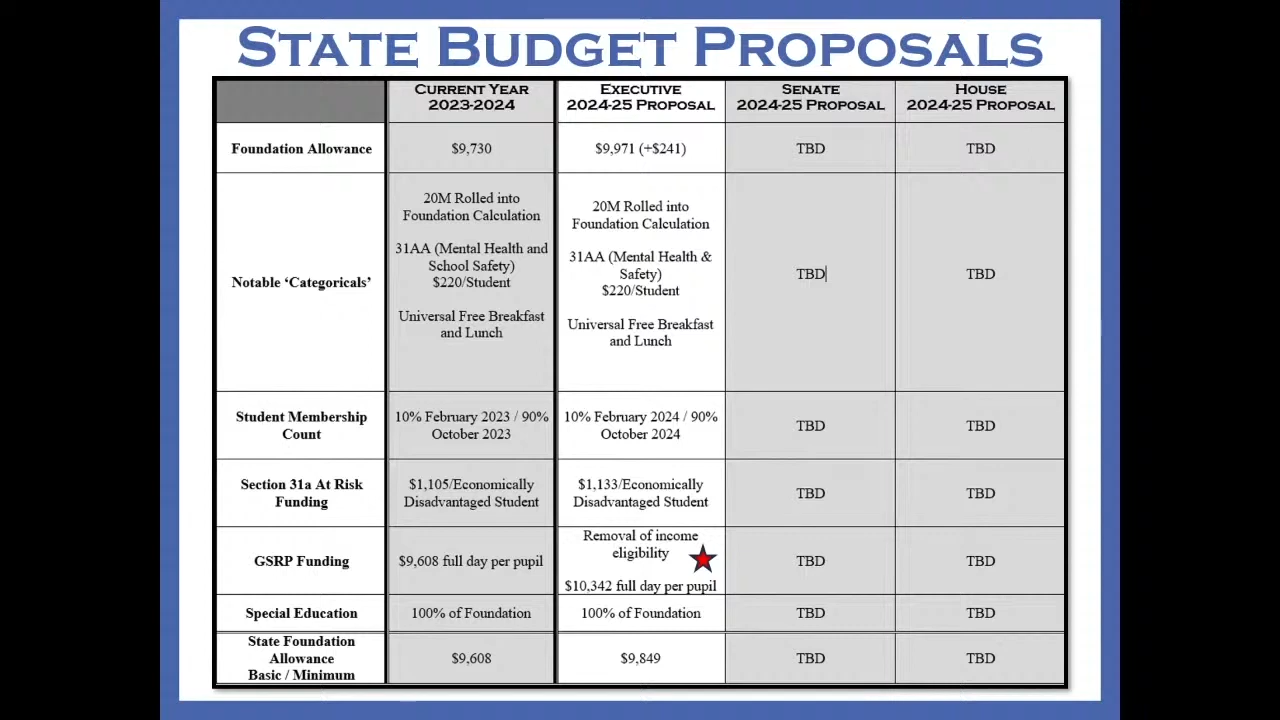 STATE BUDGET PROPOSALS
CURRENT YEAR
2023-2024
EXECUTIVE
2024-25 PROPOSAL
SENATE
2024-25 PROPOSAL
HOUSE
2024-25 PROPOSAL
Foundation Allowance
$9,730
$9,971 (+$241)
TBD
TBD
Notable ‘Categoricals’
20M Rolled into
Foundation Calculation
31AA (Mental Health and
School Safety)
$220/Student
Universal Free Breakfast
and Lunch
20M Rolled into
Foundation Calculation
31AA (Mental Health &
Safety)
$220/Student
Universal Free Breakfast
and Lunch
TBD
TBD
Student Membership
Count
10% February 2023 / 90%
October 2023
10% February 2024 / 90%
October 2024
TBD
TBD
Section 31a At Risk
Funding
$1,105/Economically
Disadvantaged Student
$1,133/Economically
Disadvantaged Student
TBD
TBD
GSRP Funding
$9,608 full day per pupil
Removal of income
eligibility
$10,342 full day per pupil
TBD
TBD
Special Education
100% of Foundation
100% of Foundation
TBD
TBD
State Foundation
Allowance
Basic / Minimum
$9,608
$9,849
TBD
TBD